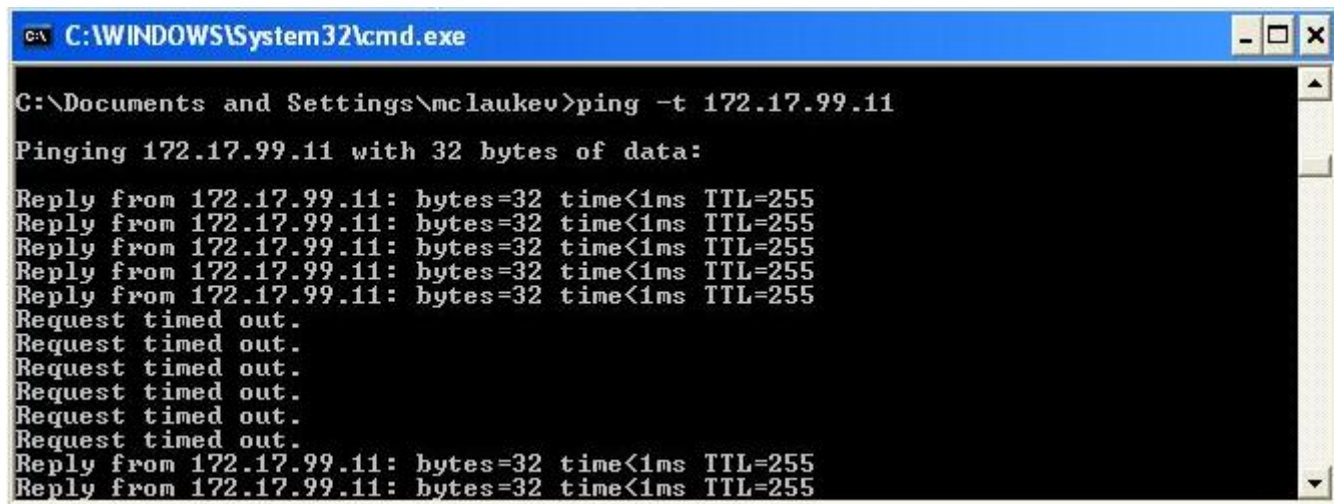 C:\WINDOWS\System32\cmd.exe
C:\Documents and Settings\mclaukev>ping -t 172.17.99.11
Pinging 172.17.99.11 with 32 bytes of data:
Reply from 172.17.99.11: bytes=32 time<1ms TTL=255
Reply from 172.17.99.11: bytes=32 time<1ms TTL=255
Reply from 172.17.99.11: bytes=32 time<1ms TTL=255
Reply from 172.17.99.11: bytes=32 time<1ms TTL=255
Reply from 172.17.99.11: bytes=32 time<1ms TTL=255
Request timed out.
Request timed out.
Request timed out.
Request timed out.
Request timed out.
Request timed out.
Reply from 172.17.99.11: bytes=32 time<1ms TTL=255
Reply from 172.17.99.11: bytes=32 time<1ms TTL=255